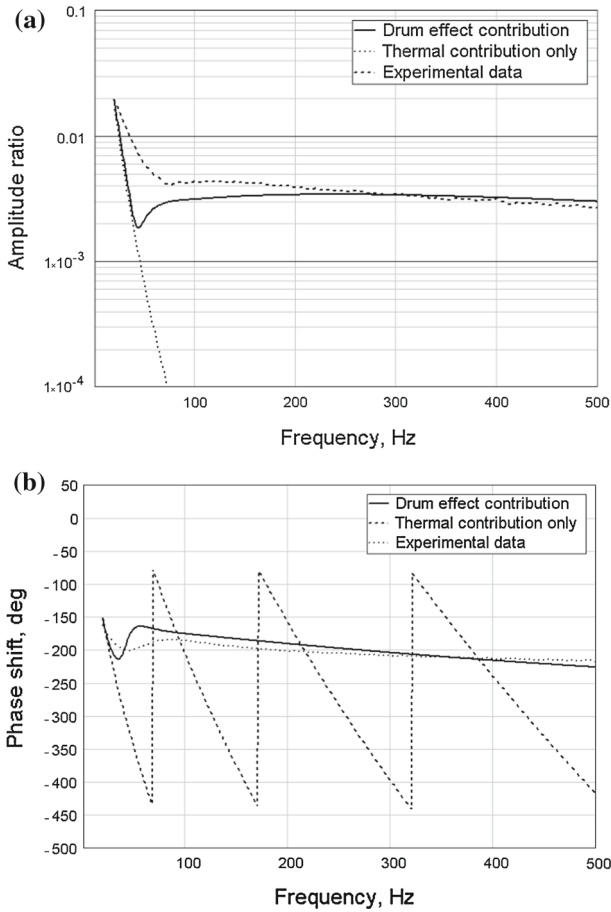 (a)
0.1
0.01
1×10⁻³
1×10⁻⁴
Amplitude ratio
Drum effect contribution
Thermal contribution only
Experimental data
100 200 300 400 500
Frequency, Hz
(b)
50
0
-50
-100
-150
-200
-250
-300
-350
-400
-450
-500
Phase shift, deg
Drum effect contribution
Thermal contribution only
Experimental data
100 200 300 400 500
Frequency, Hz